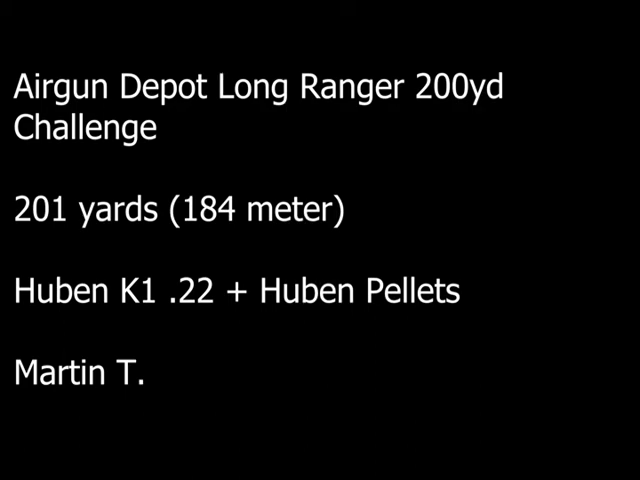 Airgun Depot Long Ranger 200yd
Challenge
201 yards (184 meter)
Huben K1 .22 + Huben Pellets
Martin T.